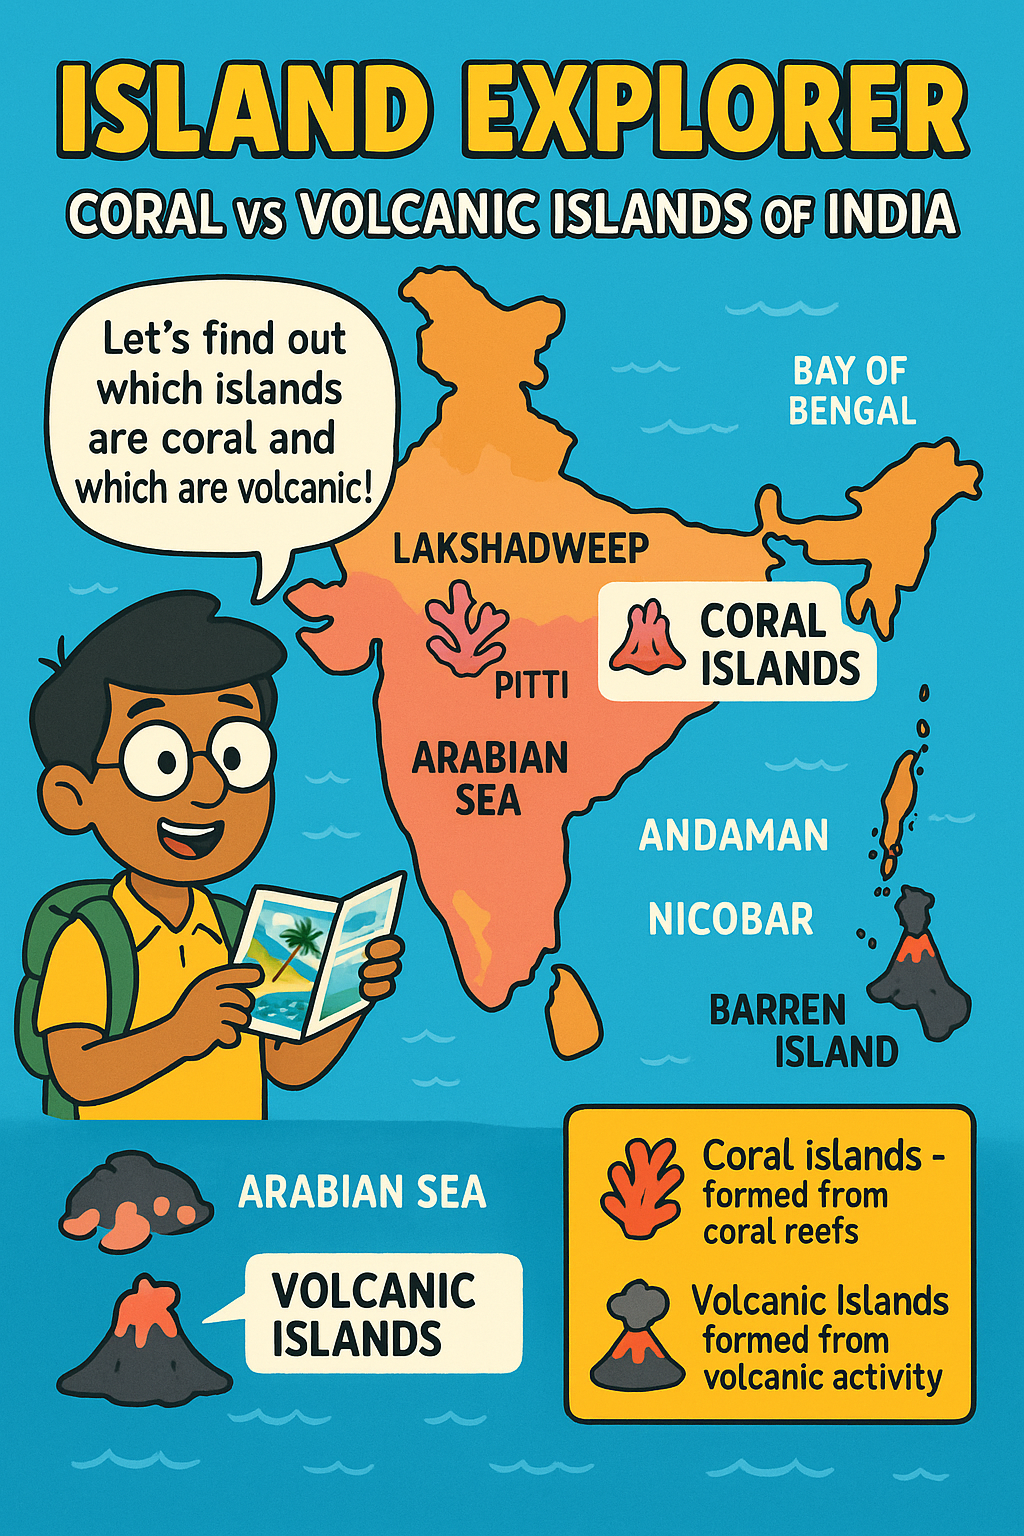 ISLAND EXPLORER
CORAL VS VOLCANIC ISLANDS OF INDIA
Let's find out
which islands
are coral and
which are volcanic!
BAY OF
BENGAL
LAKSHADWEEP
CORAL
ISLANDS
PITTI
ARABIAN
SEA
ANDAMAN
NICOBAR
BARREN
ISLAND
ARABIAN SEA
VOLCANIC
ISLANDS
Coral islands -
formed from
coral reefs
Volcanic Islands
formed from
volcanic activity